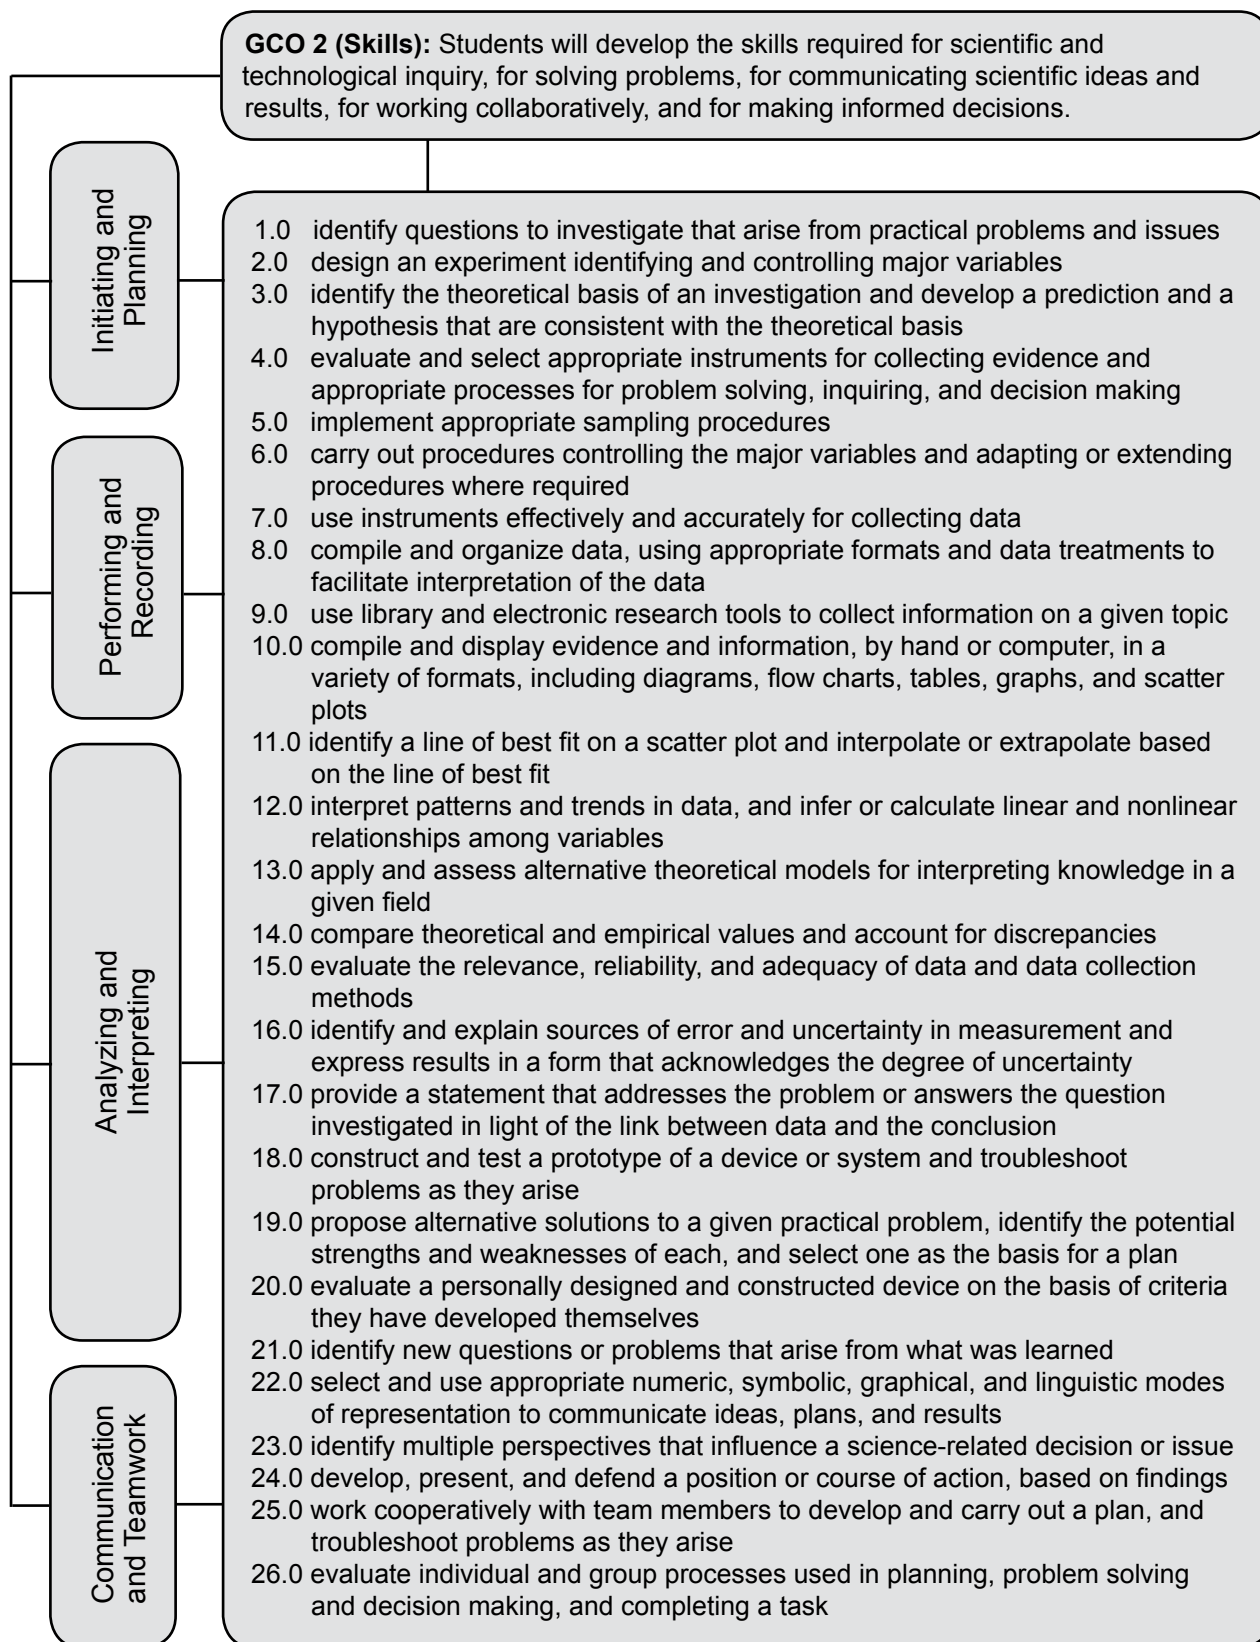 GCO 2 (Skills): Students will develop the skills required for scientific and
technological inquiry, for solving problems, for communicating scientific ideas and
results, for working collaboratively, and for making informed decisions.
Initiating and
Planning
Performing and
Recording
Analyzing and
Interpreting
Communication
and Teamwork
1.0 identify questions to investigate that arise from practical problems and issues
2.0 design an experiment identifying and controlling major variables
3.0 identify the theoretical basis of an investigation and develop a prediction and a
hypothesis that are consistent with the theoretical basis
4.0 evaluate and select appropriate instruments for collecting evidence and
appropriate processes for problem solving, inquiring, and decision making
5.0 implement appropriate sampling procedures
6.0 carry out procedures controlling the major variables and adapting or extending
procedures where required
7.0 use instruments effectively and accurately for collecting data
8.0 compile and organize data, using appropriate formats and data treatments to
facilitate interpretation of the data
9.0 use library and electronic research tools to collect information on a given topic
10.0 compile and display evidence and information, by hand or computer, in a
variety of formats, including diagrams, flow charts, tables, graphs, and scatter
plots
11.0 identify a line of best fit on a scatter plot and interpolate or extrapolate based
on the line of best fit
12.0 interpret patterns and trends in data, and infer or calculate linear and nonlinear
relationships among variables
13.0 apply and assess alternative theoretical models for interpreting knowledge in a
given field
14.0 compare theoretical and empirical values and account for discrepancies
15.0 evaluate the relevance, reliability, and adequacy of data and data collection
methods
16.0 identify and explain sources of error and uncertainty in measurement and
express results in a form that acknowledges the degree of uncertainty
17.0 provide a statement that addresses the problem or answers the question
investigated in light of the link between data and the conclusion
18.0 construct and test a prototype of a device or system and troubleshoot
problems as they arise
19.0 propose alternative solutions to a given practical problem, identify the potential
strengths and weaknesses of each, and select one as the basis for a plan
20.0 evaluate a personally designed and constructed device on the basis of criteria
they have developed themselves
21.0 identify new questions or problems that arise from what was learned
22.0 select and use appropriate numeric, symbolic, graphical, and linguistic modes
of representation to communicate ideas, plans, and results
23.0 identify multiple perspectives that influence a science-related decision or issue
24.0 develop, present, and defend a position or course of action, based on findings
25.0 work cooperatively with team members to develop and carry out a plan, and
troubleshoot problems as they arise
26.0 evaluate individual and group processes used in planning, problem solving
and decision making, and completing a task